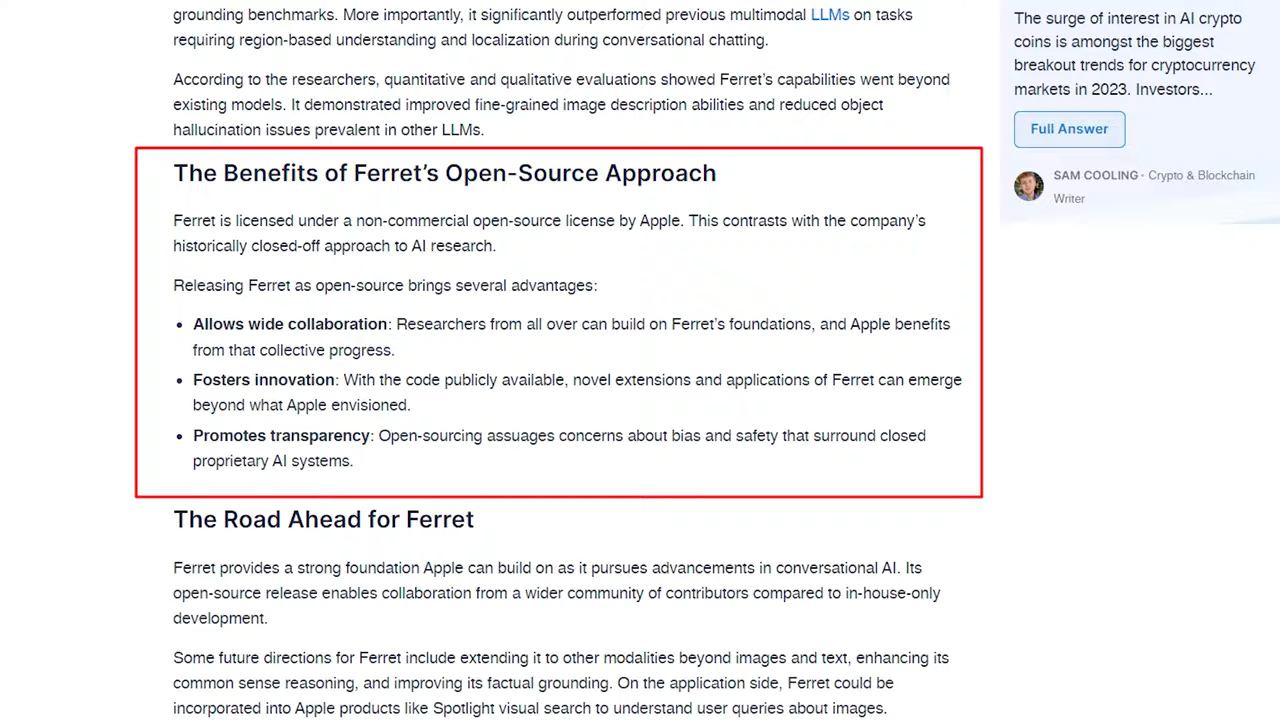 grounding benchmarks. More importantly, it significantly outperformed previous multimodal LLMs on tasks
requiring region-based understanding and localization during conversational chatting.
According to the researchers, quantitative and qualitative evaluations showed Ferret’s capabilities went beyond
existing models. It demonstrated improved fine-grained image description abilities and reduced object
hallucination issues prevalent in other LLMs.
The Benefits of Ferret’s Open-Source Approach
Ferret is licensed under a non-commercial open-source license by Apple. This contrasts with the company’s
historically closed-off approach to AI research.
Releasing Ferret as open-source brings several advantages:
• Allows wide collaboration: Researchers from all over can build on Ferret’s foundations, and Apple benefits
from that collective progress.
• Fosters innovation: With the code publicly available, novel extensions and applications of Ferret can emerge
beyond what Apple envisioned.
• Promotes transparency: Open-sourcing assuages concerns about bias and safety that surround closed
proprietary AI systems.
The Road Ahead for Ferret
Ferret provides a strong foundation Apple can build on as it pursues advancements in conversational AI. Its
open-source release enables collaboration from a wider community of contributors compared to in-house-only
development.
Some future directions for Ferret include extending it to other modalities beyond images and text, enhancing its
common sense reasoning, and improving its factual grounding. On the application side, Ferret could be
incorporated into Apple products like Spotlight visual search to understand user queries about images.
The surge of interest in AI crypto
coins is amongst the biggest
breakout trends for cryptocurrency
markets in 2023. Investors...
Full Answer
SAM COOLING · Crypto & Blockchain
Writer